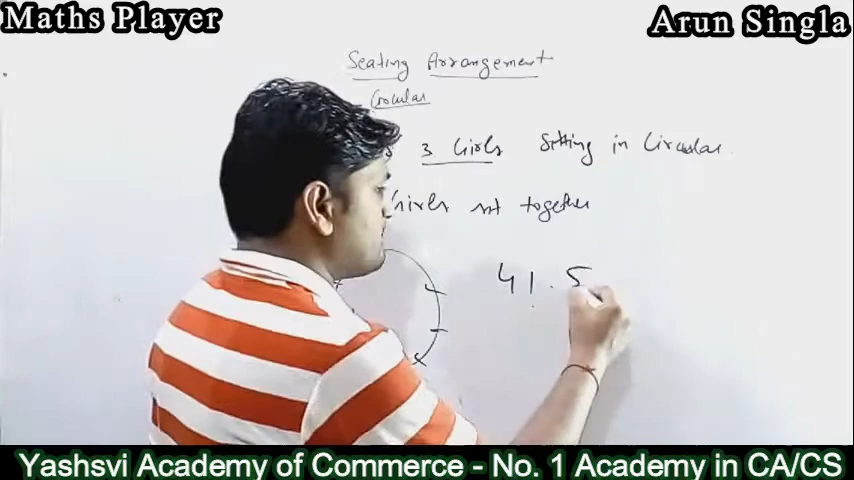 Maths Player
Arun Singla
Seating Arrangement
Circular
3 Girls Sitting in Circular
Girls not together
4! . 5
Yashsvi Academy of Commerce - No. 1 Academy in CA/CS